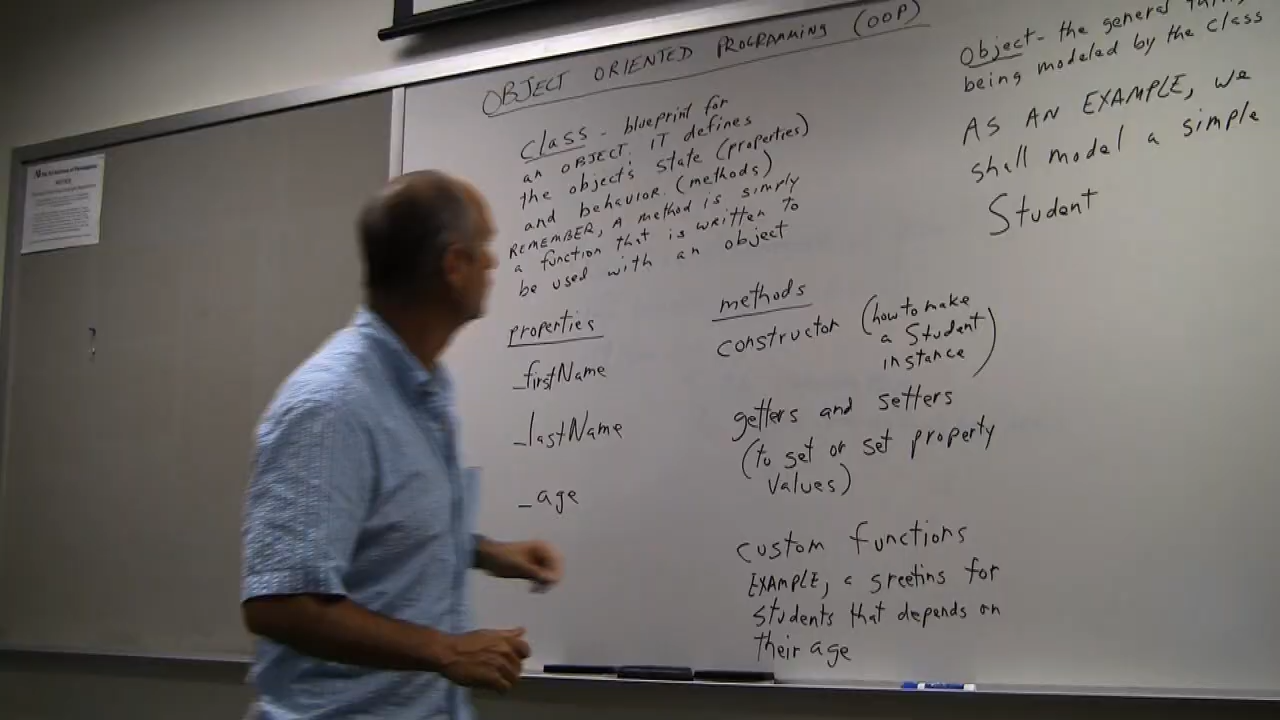 OBJECT ORIENTED PROGRAMMING (OOP)
class - blueprint for
an OBJECT. IT defines
the object's state (properties)
and behavior. (methods)
REMEMBER, A method is simply
a function that is written to
be used with an object
properties
_firstName
_lastName
_age
methods
constructor (how to make
a Student
instance)
getters and setters
(to set or set property
values)
custom functions
EXAMPLE, a greeting for
students that depends on
their age
Object - the general
being modeled by the class
AS AN EXAMPLE, we
shall model a simple
Student